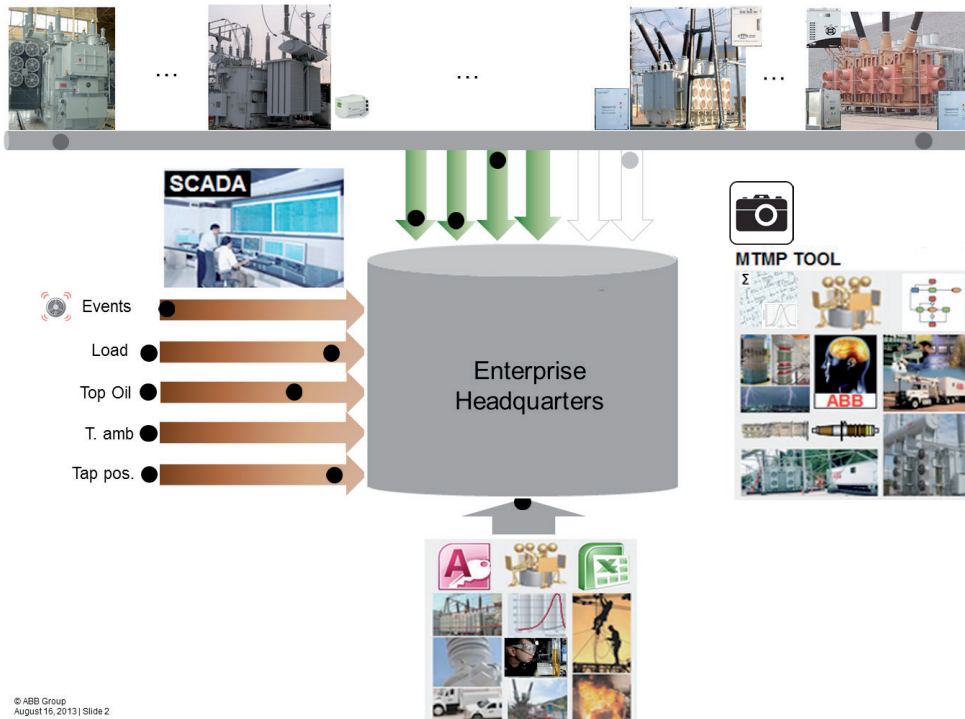 ...
...
...
SCADA
MTMP TOOL
Σ
Events
Load
Top Oil
T. amb
Tap pos.
Enterprise
Headquarters
ABB
A
X
© ABB Group
August 16, 2013 | Slide 2